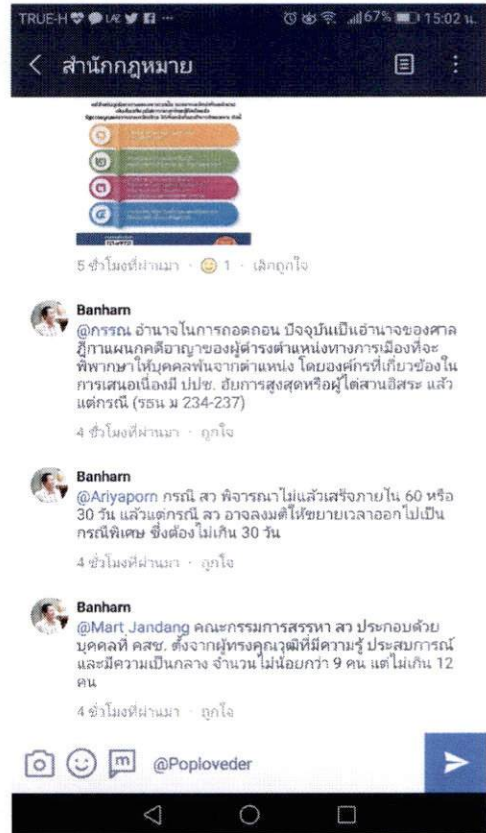 TRUE-H
67% 15:02 น.
สำนักกฎหมาย
๑
๒
๓
๔
5 ชั่วโมงที่ผ่านมา · 1 · เลิกถูกใจ
Banharn
@กรรณ อำนาจในการถอดถอน ปัจจุบันเป็นอำนาจของศาล
ฎีกาแผนกคดีอาญาของผู้ดำรงตำแหน่งทางการเมืองที่จะ
พิพากษาให้บุคคลพ้นจากตำแหน่ง โดยองค์กรที่เกี่ยวข้องใน
การเสนอเนื่องมี ปปช. อัยการสูงสุดหรือผู้ไต่สวนอิสระ แล้ว
แต่กรณี (รธน ม 234-237)
4 ชั่วโมงที่ผ่านมา · ถูกใจ
Banharn
@Ariyaporn กรณี สว พิจารณาไม่แล้วเสร็จภายใน 60 หรือ
30 วัน แล้วแต่กรณี สว อาจลงมติให้ขยายเวลาออกไปเป็น
กรณีพิเศษ ซึ่งต้องไม่เกิน 30 วัน
4 ชั่วโมงที่ผ่านมา · ถูกใจ
Banharn
@Mart Jandang คณะกรรมการสรรหา สว ประกอบด้วย
บุคคลที่ คสช. ตั้งจากผู้ทรงคุณวุฒิที่มีความรู้ ประสบการณ์
และมีความเป็นกลาง จำนวนไม่น้อยกว่า 9 คน แต่ไม่เกิน 12
คน
4 ชั่วโมงที่ผ่านมา · ถูกใจ
@Poploveder